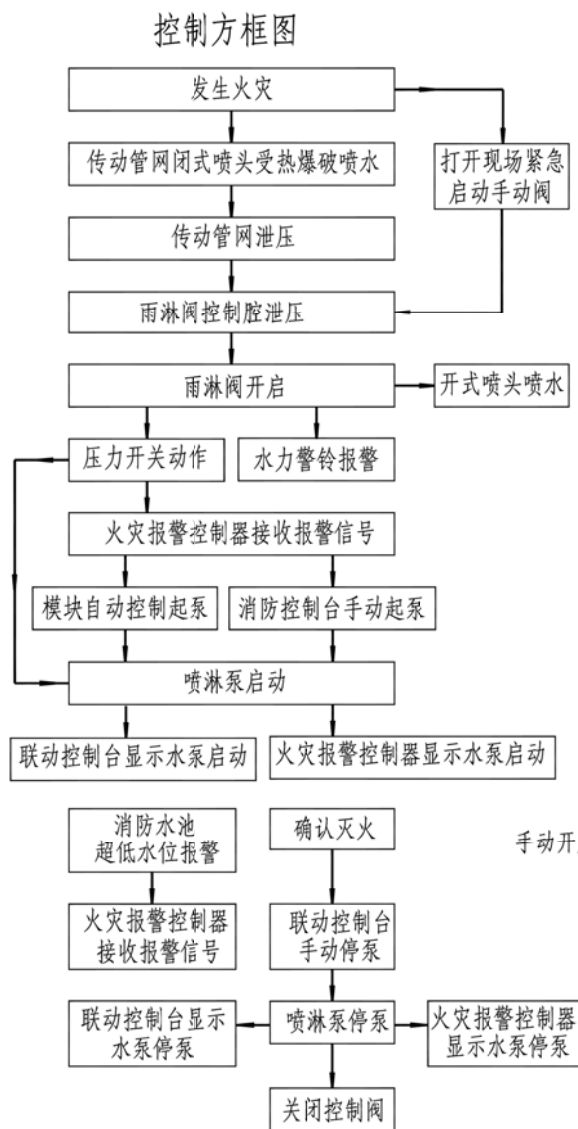 控制方框图
发生火灾
传动管网闭式喷头受热爆破喷水
打开现场紧急
启动手动阀
传动管网泄压
雨淋阀控制腔泄压
雨淋阀开启
开式喷头喷水
压力开关动作
水力警铃报警
火灾报警控制器接收报警信号
模块自动控制起泵
消防控制台手动起泵
喷淋泵启动
联动控制台显示水泵启动
火灾报警控制器显示水泵启动
消防水池
超低水位报警
确认灭火
手动开
火灾报警控制器
接收报警信号
联动控制台
手动停泵
联动控制台显示
水泵停泵
喷淋泵停泵
火灾报警控制器
显示水泵停泵
关闭控制阀